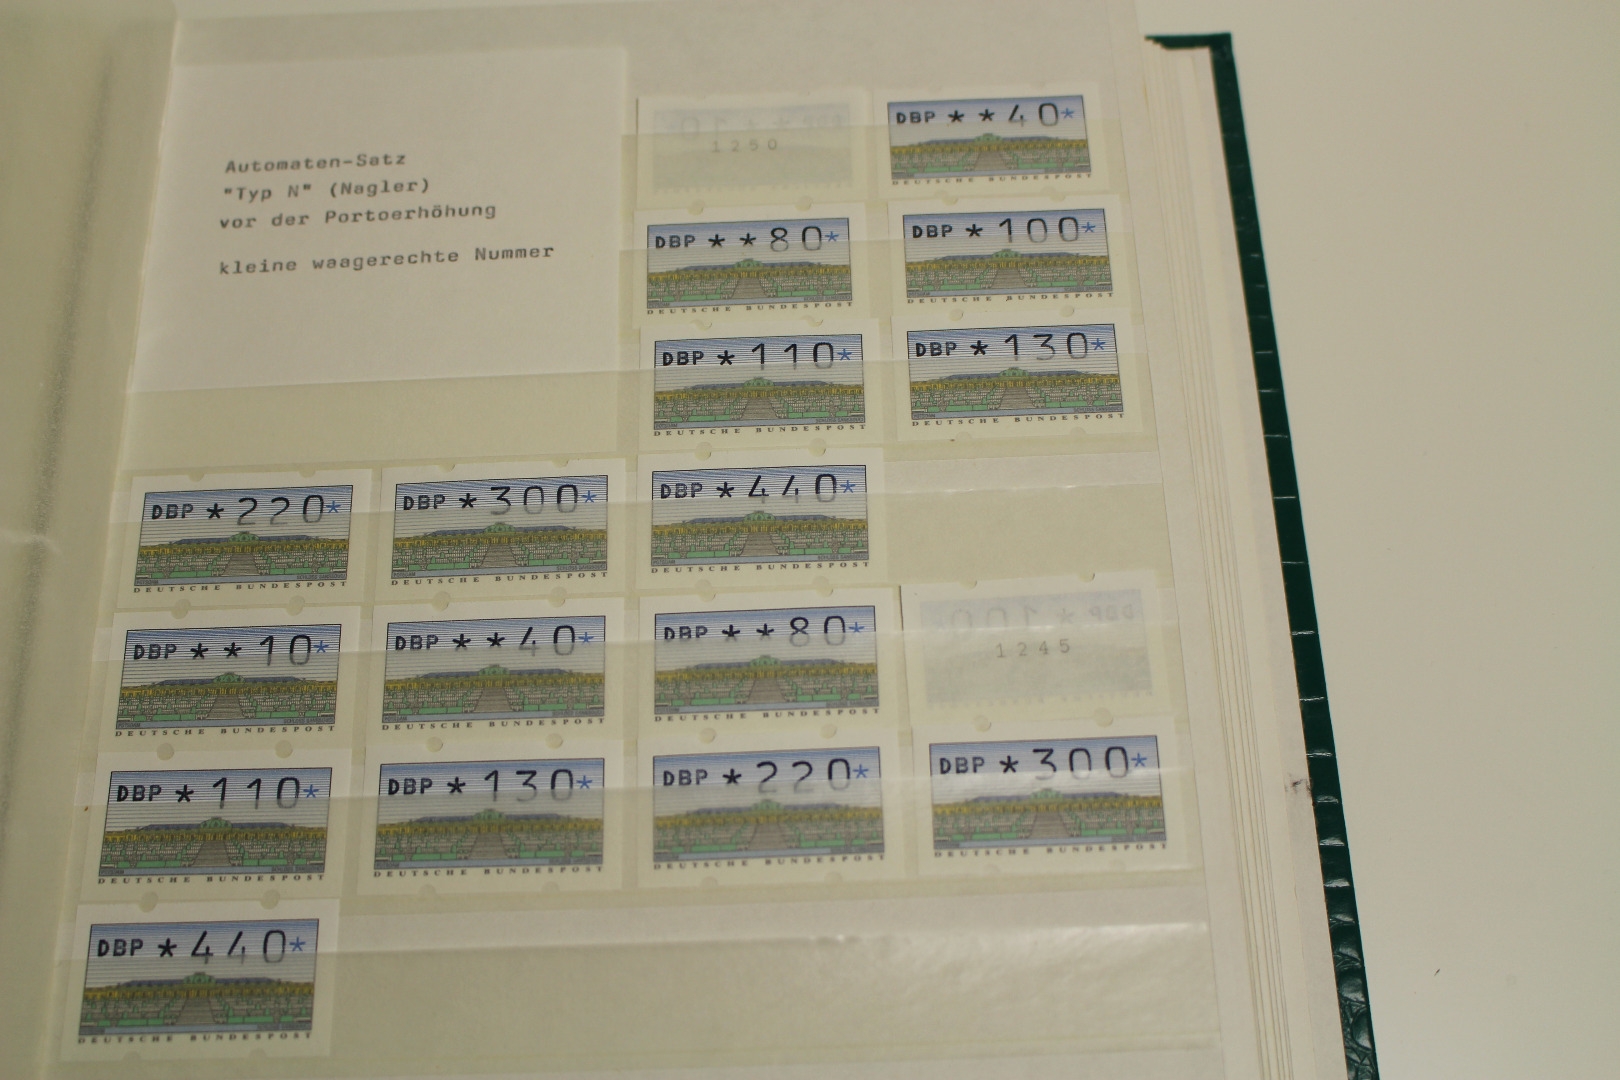 Automaten-Satz
"Typ N" (Nagler)
vor der Portoerhöhung
kleine waagerechte Nummer
1250
DBP **40*
DEUTSCHE BUNDESPOST
DBP **80*
DEUTSCHE BUNDESPOST
DBP *100*
DEUTSCHE BUNDESPOST
DBP *110*
DEUTSCHE BUNDESPOST
DBP *130*
DEUTSCHE BUNDESPOST
DBP *220*
DEUTSCHE BUNDESPOST
DBP *300*
DEUTSCHE BUNDESPOST
DBP *440*
DEUTSCHE BUNDESPOST
DBP **10*
DEUTSCHE BUNDESPOST
DBP **40*
DEUTSCHE BUNDESPOST
DBP **80*
DEUTSCHE BUNDESPOST
1245
DBP *110*
DEUTSCHE BUNDESPOST
DBP *130*
DEUTSCHE BUNDESPOST
DBP *220*
DEUTSCHE BUNDESPOST
DBP *300*
DEUTSCHE BUNDESPOST
DBP *440*
DEUTSCHE BUNDESPOST